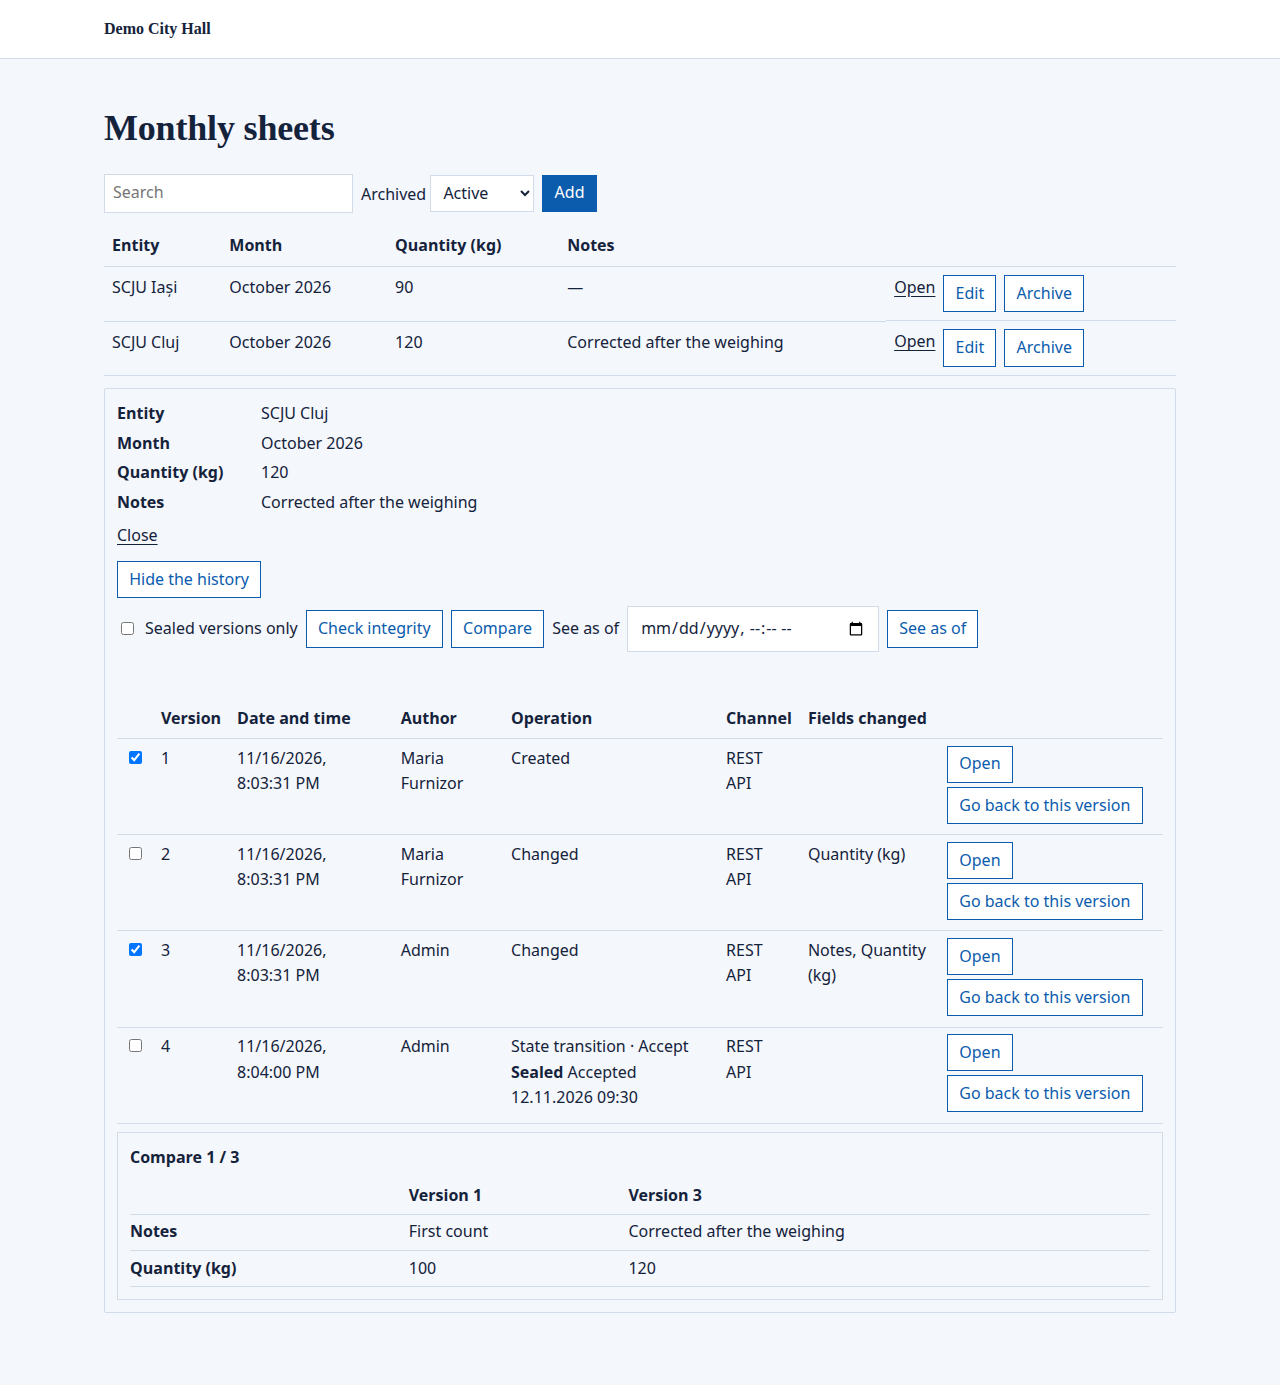 Demo City Hall
Monthly sheets
Search Archived Active Add
Entity Month Quantity (kg) Notes
SCJU Iași October 2026 90 — Open Edit Archive
SCJU Cluj October 2026 120 Corrected after the weighing Open Edit Archive
Entity SCJU Cluj
Month October 2026
Quantity (kg) 120
Notes Corrected after the weighing
Close
Hide the history
Sealed versions only Check integrity Compare See as of mm/dd/yyyy, --:-- -- See as of
Version Date and time Author Operation Channel Fields changed
1 11/16/2026, Maria Created REST Open
8:03:31 PM Furnizor API
Go back to this version
2 11/16/2026, Maria Changed REST Quantity (kg) Open
8:03:31 PM Furnizor API
Go back to this version
3 11/16/2026, Admin Changed REST Notes, Quantity Open
8:03:31 PM API (kg)
Go back to this version
4 11/16/2026, Admin State transition · Accept REST Open
8:04:00 PM Sealed Accepted API
12.11.2026 09:30 Go back to this version
Compare 1 / 3
Version 1 Version 3
Notes First count Corrected after the weighing
Quantity (kg) 100 120